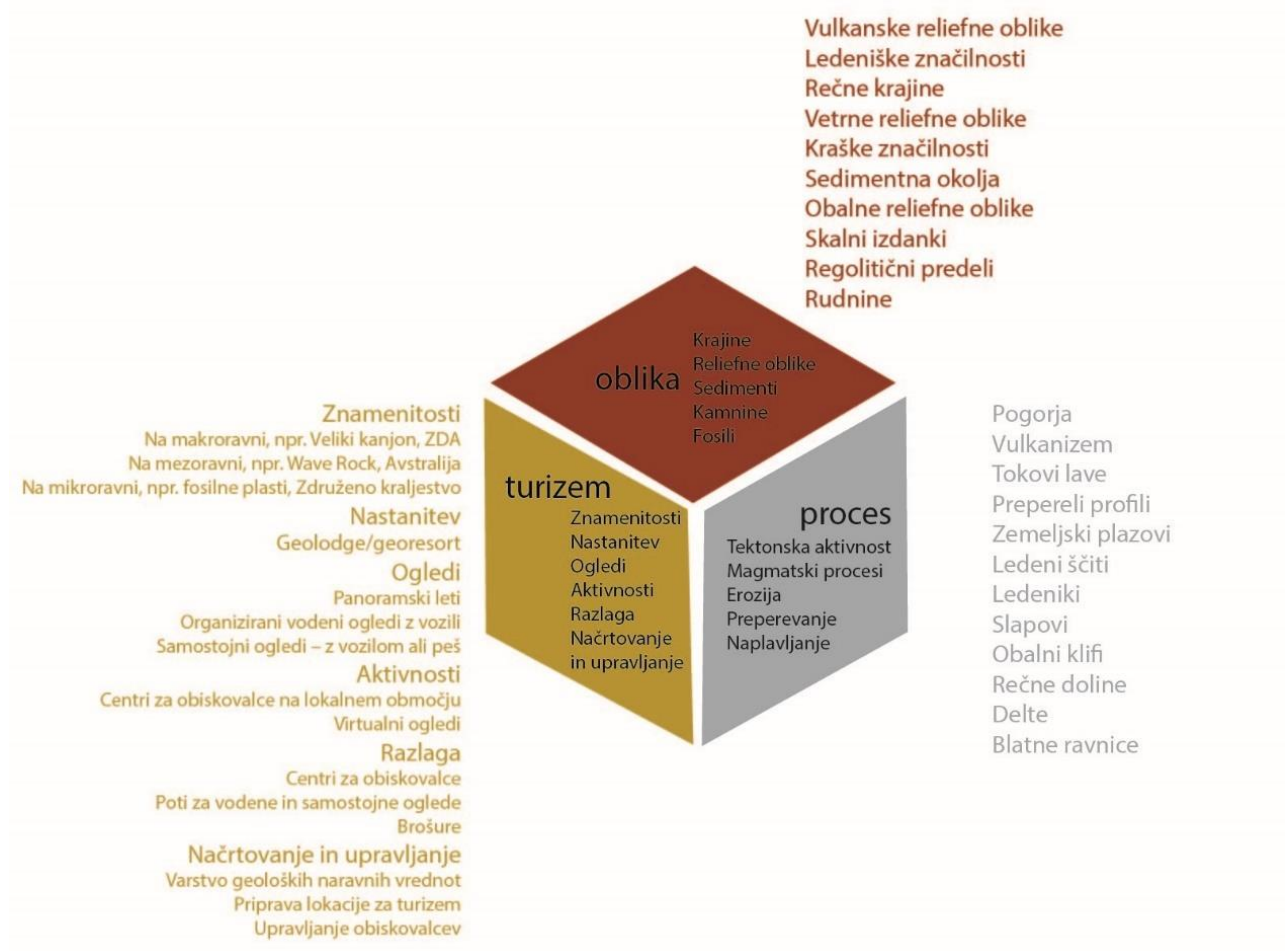 Vulkanske reliefne oblike
Ledeniške značilnosti
Rečne krajine
Vetrne reliefne oblike
Kraške značilnosti
Sedimentna okolja
Obalne reliefne oblike
Skalni izdanki
Regolitični predeli
Rudnine
oblika
Krajine
Reliefne oblike
Sedimenti
Kamnine
Fosili
Znamenitosti
Na makroravni, npr. Veliki kanjon, ZDA
Na mezoravni, npr. Wave Rock, Avstralija
Na mikroravni, npr. fosilne plasti, Združeno kraljestvo
Nastanitev
Geolodge/georesort
Ogledi
Panoramski leti
Organizirani vodeni ogledi z vozili
Samostojni ogledi – z vozilom ali peš
Aktivnosti
Centri za obiskovalce na lokalnem območju
Virtualni ogledi
Razlaga
Centri za obiskovalce
Poti za vodene in samostojne oglede
Brošure
Načrtovanje in upravljanje
Varstvo geoloških naravnih vrednot
Priprava lokacije za turizem
Upravljanje obiskovalcev
turizem
Znamenitosti
Nastanitev
Ogledi
Aktivnosti
Razlaga
Načrtovanje
in upravljanje
proces
Tektonska aktivnost
Magmatski procesi
Erozija
Preperevanje
Naplavljanje
Pogorja
Vulkanizem
Tokovi lave
Prepereli profili
Zemeljski plazovi
Ledeni ščiti
Ledeniki
Slapovi
Obalni klifi
Rečne doline
Delte
Blatne ravnice